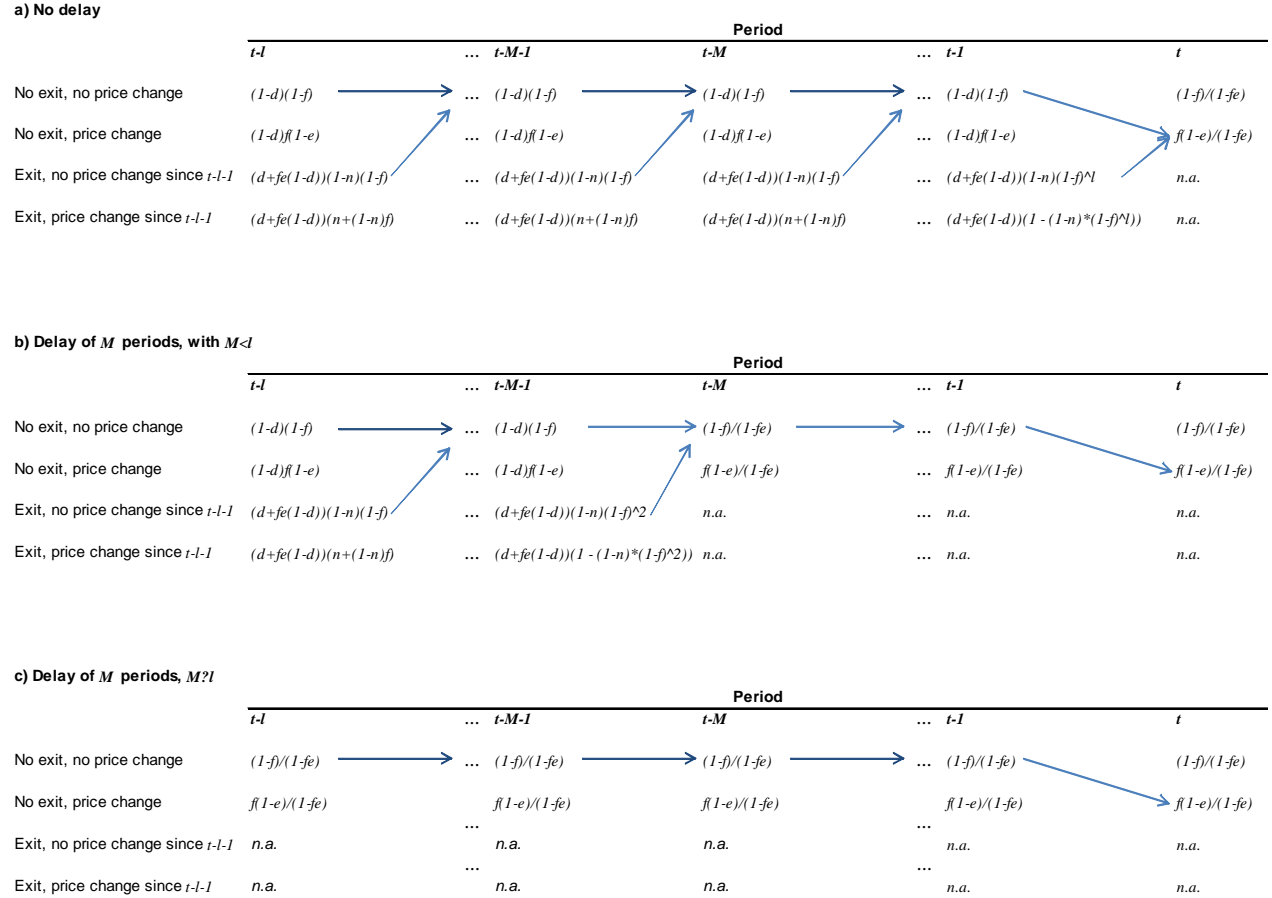 a) No delay
Period
t-l … t-M-1 t-M … t-1 t
No exit, no price change (1-d)(1-f) … (1-d)(1-f) (1-d)(1-f) … (1-d)(1-f) (1-f)/(1-fe)
No exit, price change (1-d)f(1-e) (1-d)f(1-e) (1-d)f(1-e) (1-d)f(1-e) f(1-e)/(1-fe)
Exit, no price change since t-l-1 (d+fe(1-d))(1-n)(1-f) … (d+fe(1-d))(1-n)(1-f) (d+fe(1-d))(1-n)(1-f) … (d+fe(1-d))(1-n)(1-f)^l n.a.
Exit, price change since t-l-1 (d+fe(1-d))(n+(1-n)f) … (d+fe(1-d))(n+(1-n)f) (d+fe(1-d))(n+(1-n)f) … (d+fe(1-d))(1 - (1-n)*(1-f)^l)) n.a.
b) Delay of M periods, with M<l
Period
t-l … t-M-1 t-M … t-1 t
No exit, no price change (1-d)(1-f) … (1-d)(1-f) (1-f)/(1-fe) … (1-f)/(1-fe) (1-f)/(1-fe)
No exit, price change (1-d)f(1-e) … (1-d)f(1-e) f(1-e)/(1-fe) … f(1-e)/(1-fe) f(1-e)/(1-fe)
Exit, no price change since t-l-1 (d+fe(1-d))(1-n)(1-f) … (d+fe(1-d))(1-n)(1-f)^2 n.a. … n.a. n.a.
Exit, price change since t-l-1 (d+fe(1-d))(n+(1-n)f) … (d+fe(1-d))(1 - (1-n)*(1-f)^2)) n.a. … n.a. n.a.
c) Delay of M periods, M?l
Period
t-l … t-M-1 t-M … t-1 t
No exit, no price change (1-f)/(1-fe) … (1-f)/(1-fe) (1-f)/(1-fe) … (1-f)/(1-fe) (1-f)/(1-fe)
No exit, price change f(1-e)/(1-fe) f(1-e)/(1-fe) f(1-e)/(1-fe) f(1-e)/(1-fe) f(1-e)/(1-fe)
… …
Exit, no price change since t-l-1 n.a. n.a. n.a. n.a. n.a.
… …
Exit, price change since t-l-1 n.a. n.a. n.a. n.a. n.a.